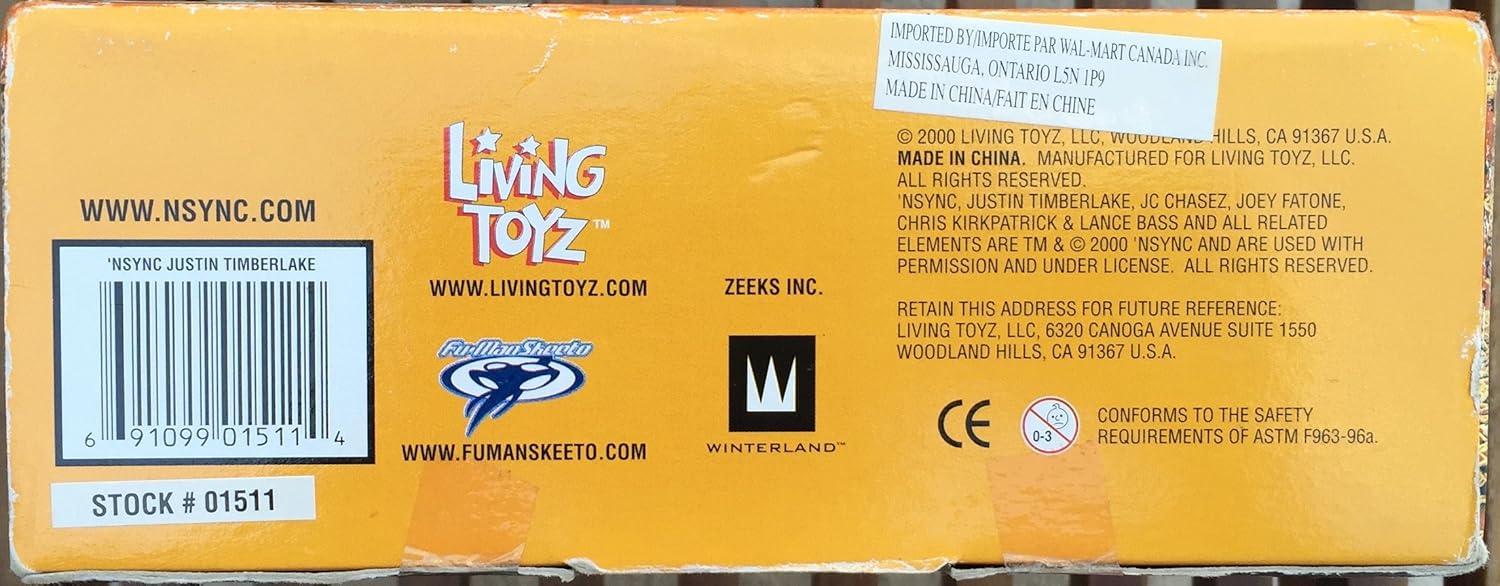 IMPORTED BY/IMPORTE PAR WAL-MART CANADA INC.
MISSISSAUGA, ONTARIO L5N 1P9
MADE IN CHINA/FAIT EN CHINE
WWW.NSYNC.COM
'NSYNC JUSTIN TIMBERLAKE
6 91099 01511 4
STOCK # 01511
LIVING
TOYZ™
WWW.LIVINGTOYZ.COM
FuManSkeeto
WWW.FUMANSKEETO.COM
ZEEKS INC.
W
WINTERLAND™
© 2000 LIVING TOYZ, LLC, WOODLAND HILLS, CA 91367 U.S.A.
MADE IN CHINA. MANUFACTURED FOR LIVING TOYZ, LLC.
ALL RIGHTS RESERVED.
'NSYNC, JUSTIN TIMBERLAKE, JC CHASEZ, JOEY FATONE,
CHRIS KIRKPATRICK & LANCE BASS AND ALL RELATED
ELEMENTS ARE TM & © 2000 'NSYNC AND ARE USED WITH
PERMISSION AND UNDER LICENSE. ALL RIGHTS RESERVED.
RETAIN THIS ADDRESS FOR FUTURE REFERENCE:
LIVING TOYZ, LLC, 6320 CANOGA AVENUE SUITE 1550
WOODLAND HILLS, CA 91367 U.S.A.
CE
0-3
CONFORMS TO THE SAFETY
REQUIREMENTS OF ASTM F963-96a.